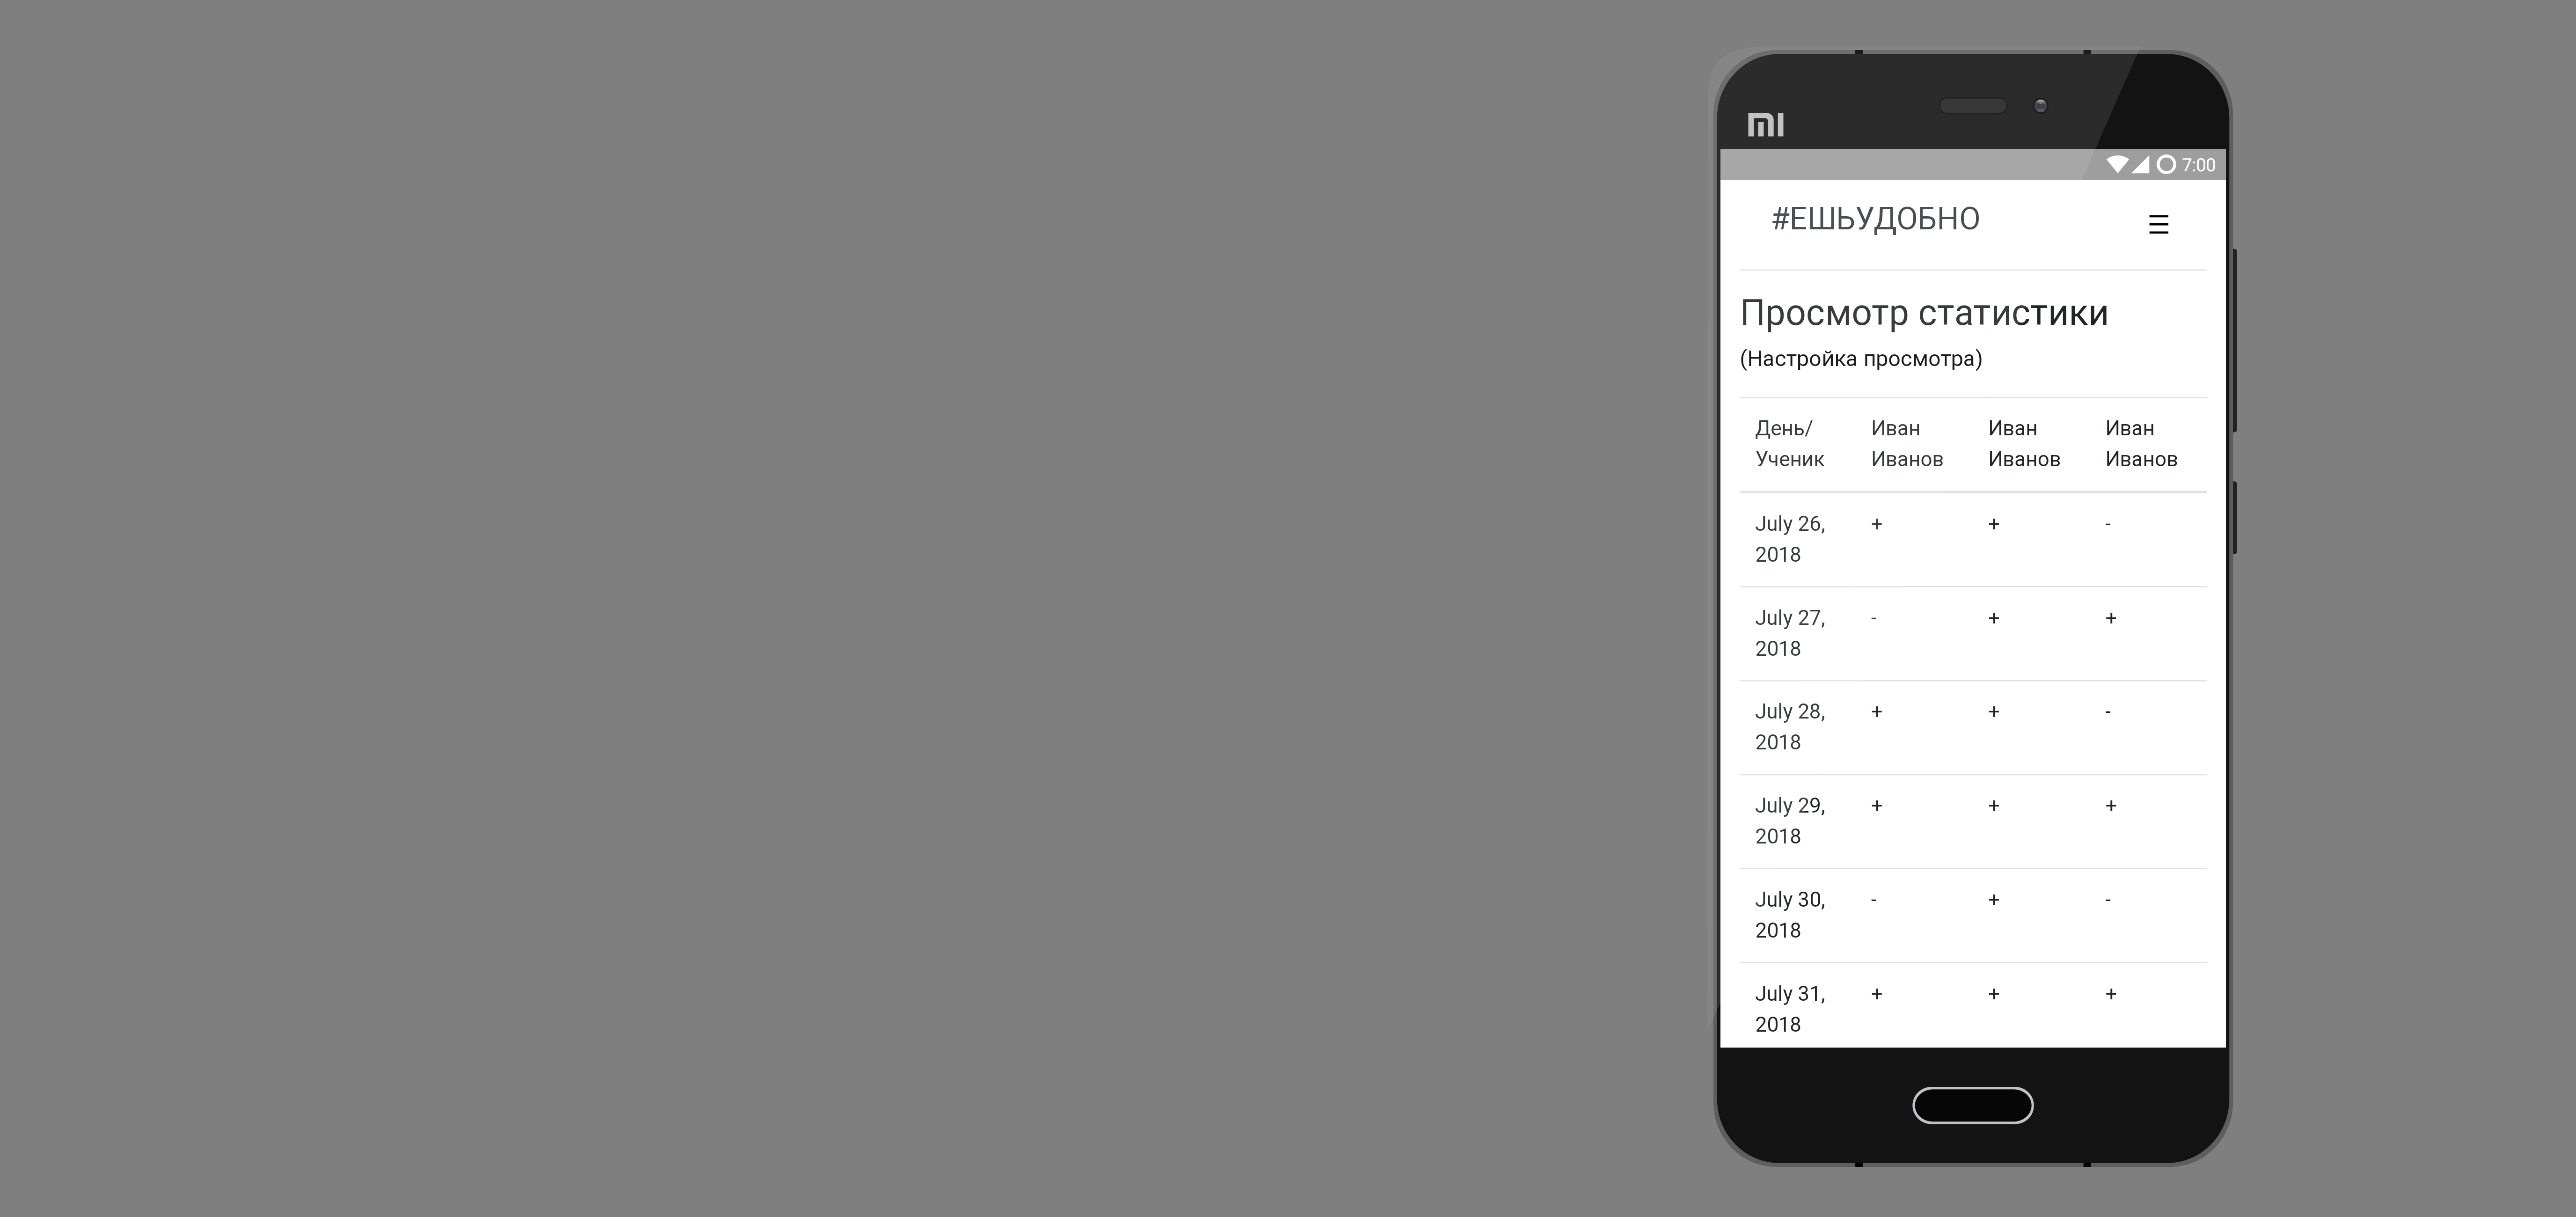 MI
7:00
#ЕШЬУДОБНО
Просмотр статистики
(Настройка просмотра)
День/ Иван Иван Иван
Ученик Иванов Иванов Иванов
July 26, + + -
2018
July 27, - + +
2018
July 28, + + -
2018
July 29, + + +
2018
July 30, - + -
2018
July 31, + + +
2018